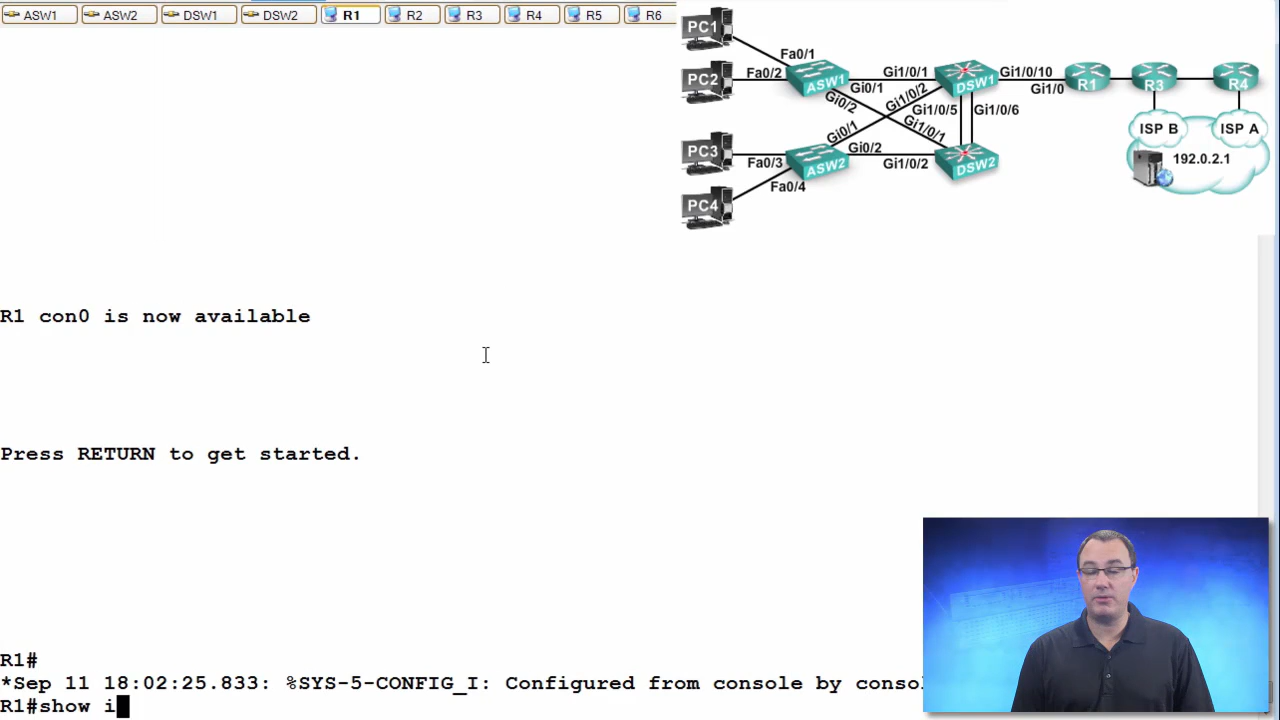 ASW1 ASW2 DSW1 DSW2 R1 R2 R3 R4 R5 R6
PC1
Fa0/1
PC2
Fa0/2
ASW1
Gi1/0/1
Gi0/1
Gi0/2
Gi1/0/2
DSW1
Gi1/0/10
Gi1/0
R1
R3
R4
Gi1/0/5
Gi1/0/6
Gi0/1
Gi1/0/1
ISP B
ISP A
PC3
Fa0/3
ASW2
Gi0/2
Gi1/0/2
DSW2
192.0.2.1
Fa0/4
PC4
R1 con0 is now available
Press RETURN to get started.
R1#
*Sep 11 18:02:25.833: %SYS-5-CONFIG_I: Configured from console by
R1#show i